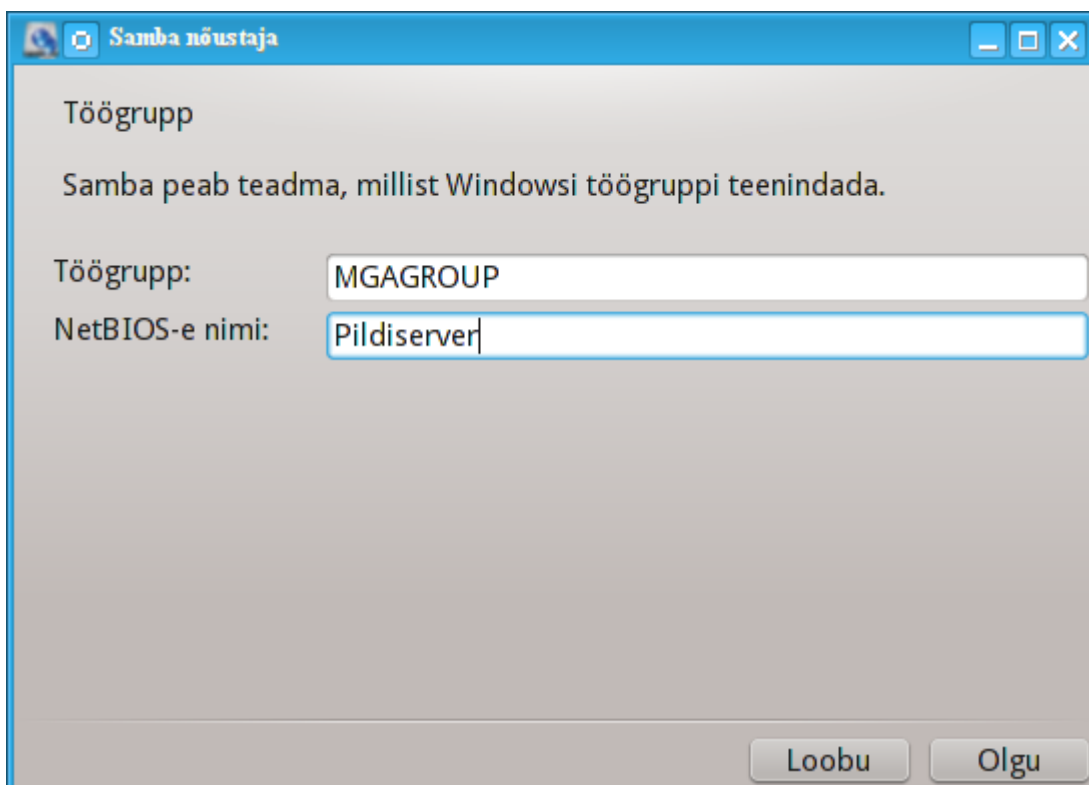 Samba nõustaja
Töögrupp
Samba peab teadma, millist Windowsi töögruppi teenindada.
Töögrupp: MGAGROUP
NetBIOS-e nimi: Pildiserver
Loobu Olgu